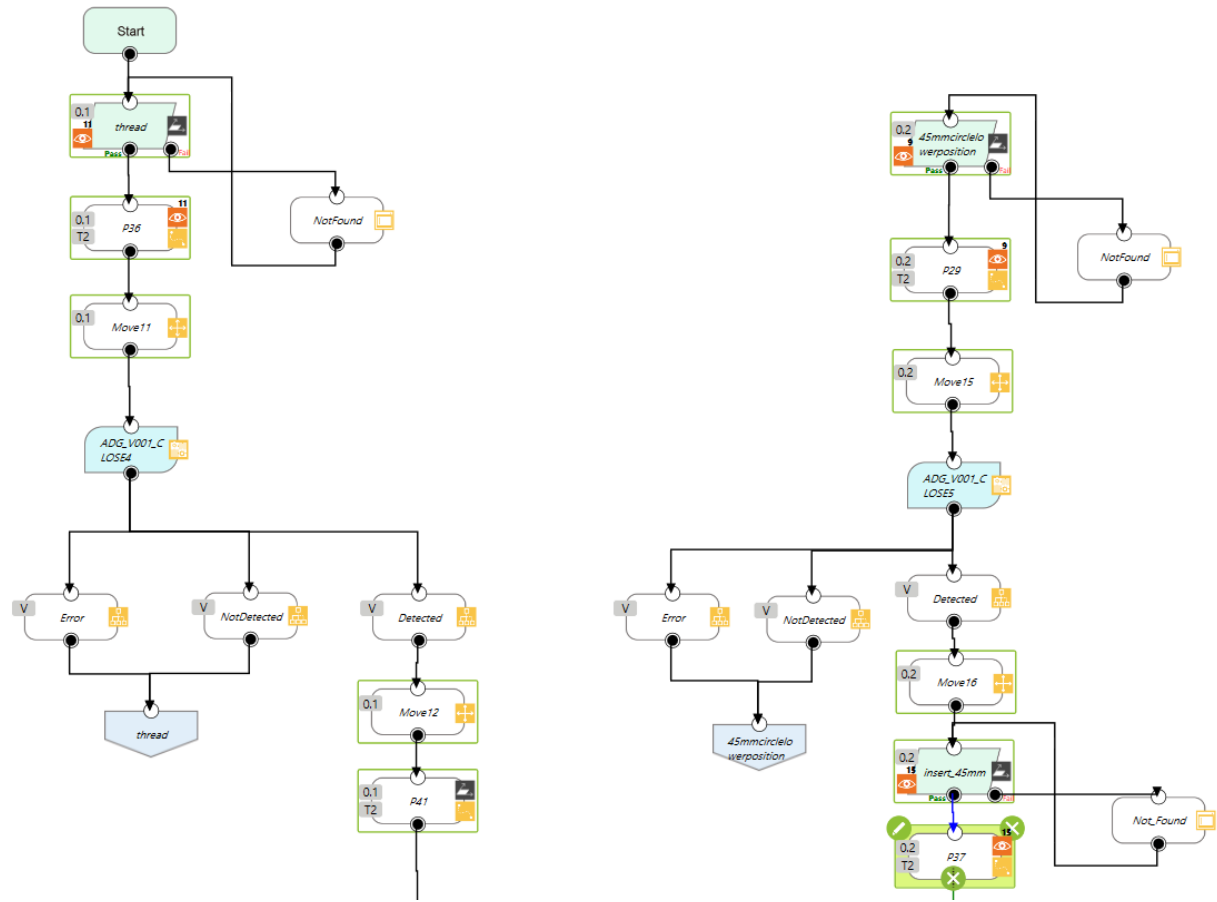 Start
0.1
11
thread
Pass
Fail
0.1
T2
P36
11
NotFound
0.1
Move11
ADG_V001_C
LOSE4
V
Error
V
NotDetected
V
Detected
thread
0.1
Move12
0.1
T2
P41
0.2
9
45mmcirclelo
werposition
Pass
Fail
0.2
T2
P29
9
NotFound
0.2
Move15
ADG_V001_C
LOSE5
V
Error
V
NotDetected
V
Detected
45mmcirclelo
werposition
0.2
Move16
0.2
15
insert_45mm
Pass
Fail
Not_Found
0.2
T2
P37
15